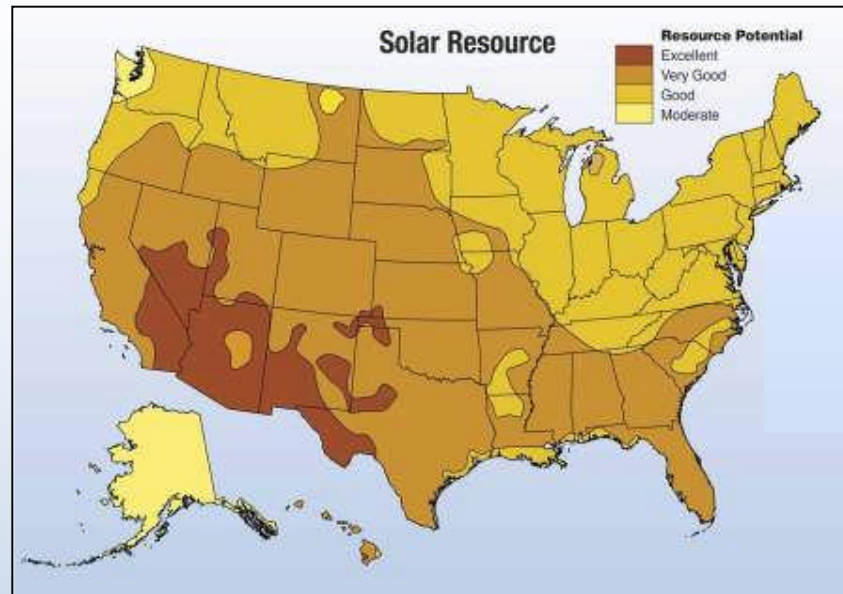 Solar Resource
Resource Potential
Excellent
Very Good
Good
Moderate